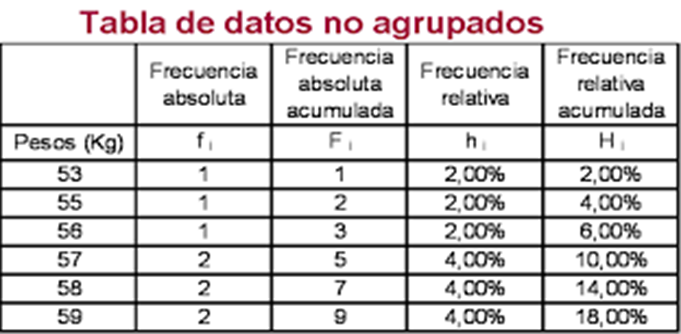 Tabla de datos no agrupados
Frecuencia absoluta Frecuencia absoluta acumulada Frecuencia relativa Frecuencia relativa acumulada
Pesos (Kg) f i F i h i H i
53 1 1 2,00% 2,00%
55 1 2 2,00% 4,00%
56 1 3 2,00% 6,00%
57 2 5 4,00% 10,00%
58 2 7 4,00% 14,00%
59 2 9 4,00% 18,00%